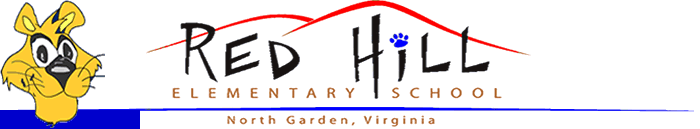 RED HILL
ELEMENTARY SCHOOL
North Garden, Virginia